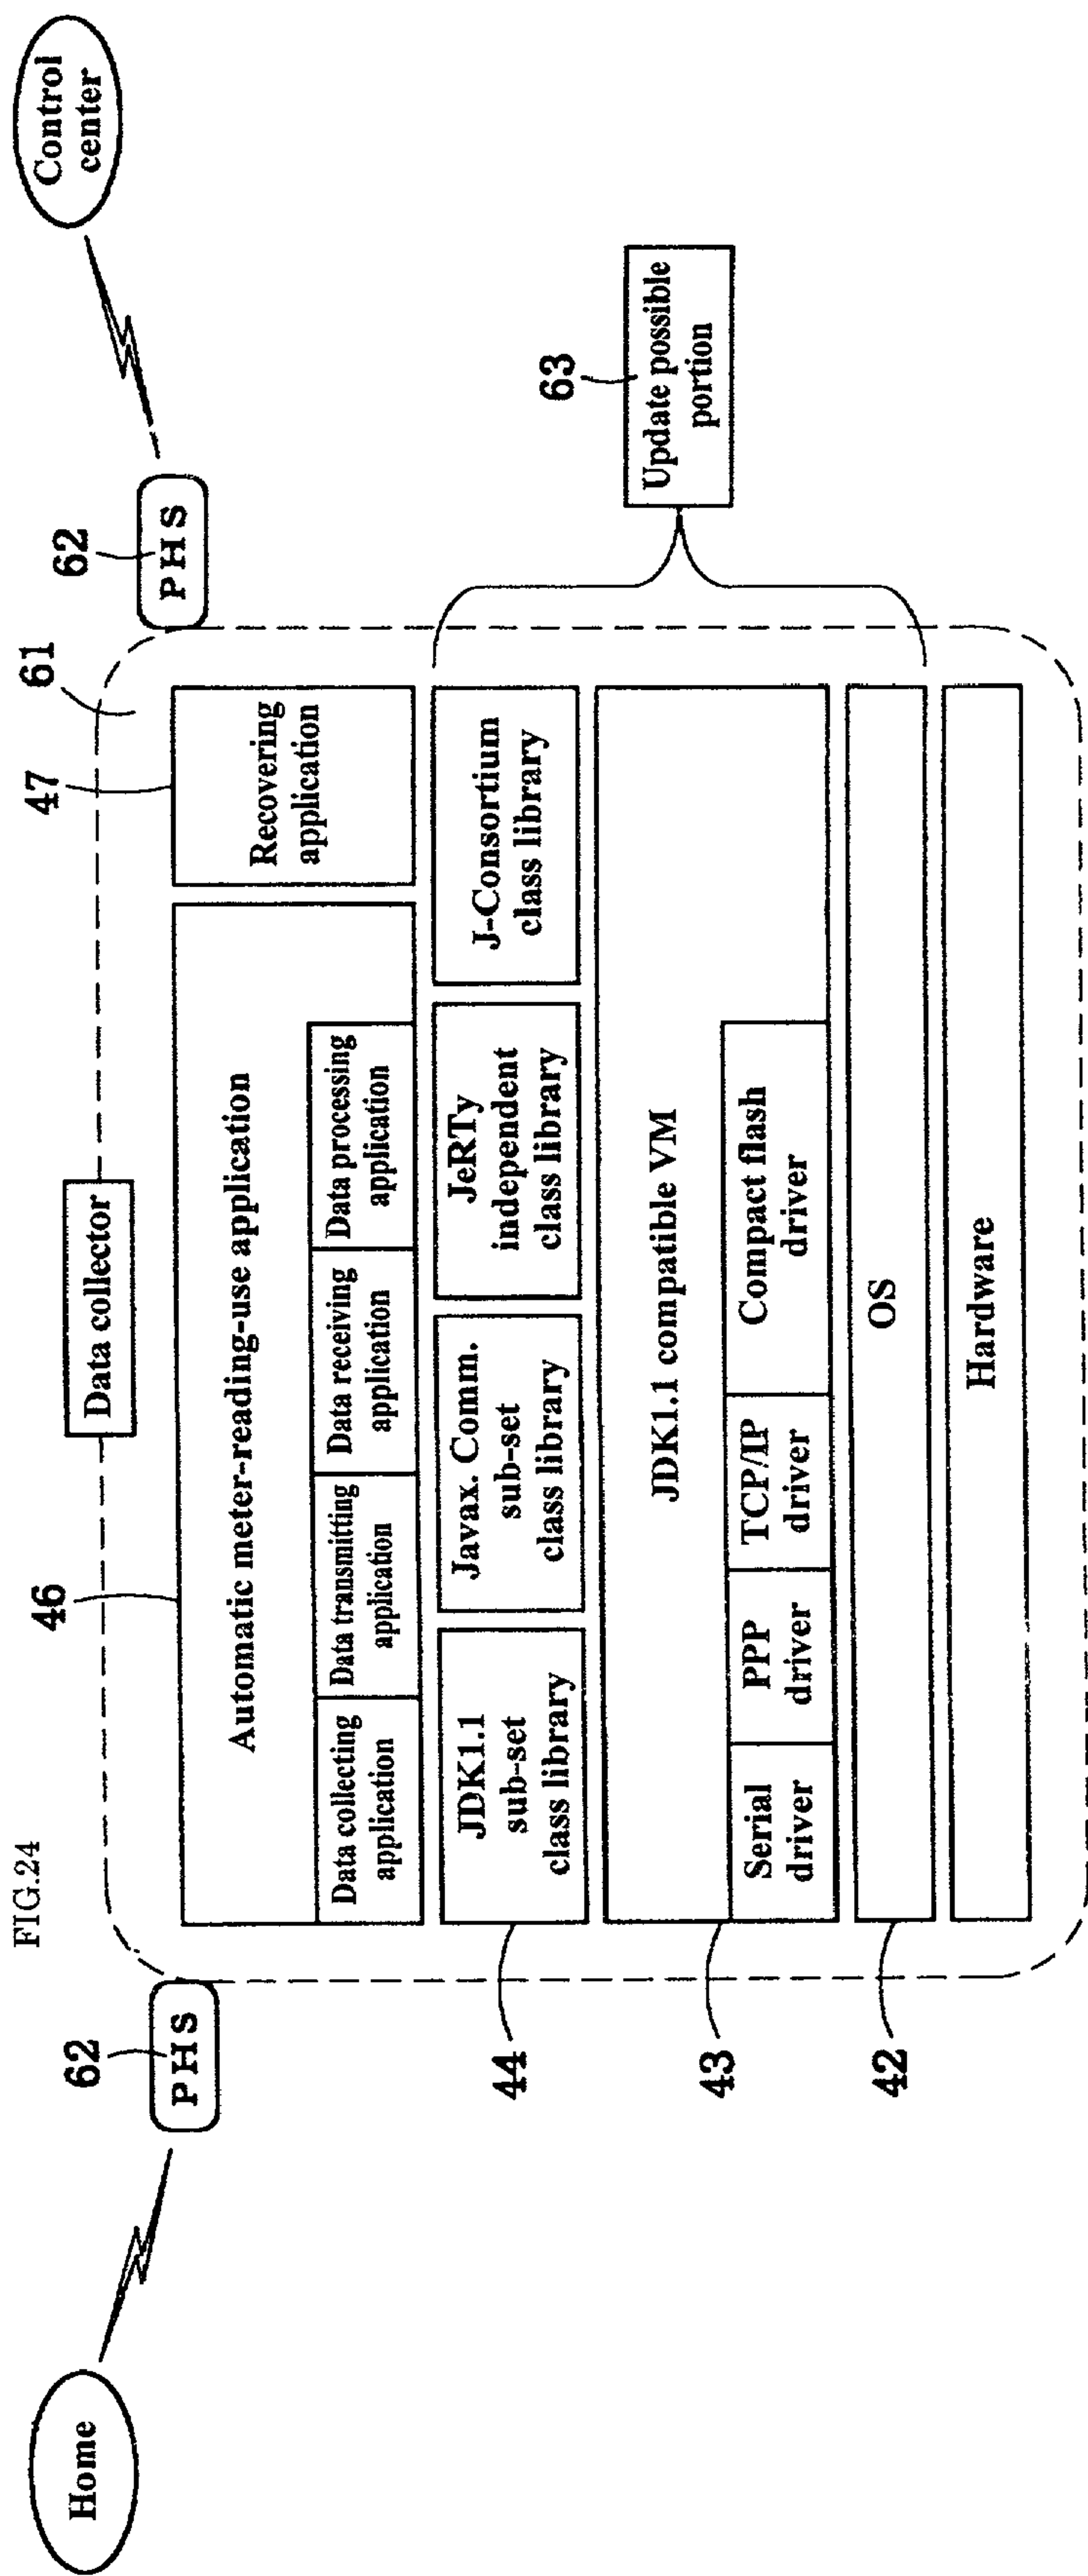 FIG.24
Home
62
PHS
Data collector
61
62
PHS
Control
center
46
Automatic meter-reading-use application
Data collecting
application
Data transmitting
application
Data receiving
application
Data processing
application
47
Recovering
application
44
JDK1.1
sub-set
class library
Javax. Comm.
sub-set
class library
JeRTy
independent
class library
J-Consortium
class library
43
JDK1.1 compatible VM
Serial
driver
PPP
driver
TCP/IP
driver
Compact flash
driver
42
OS
Hardware
63
Update possible
portion